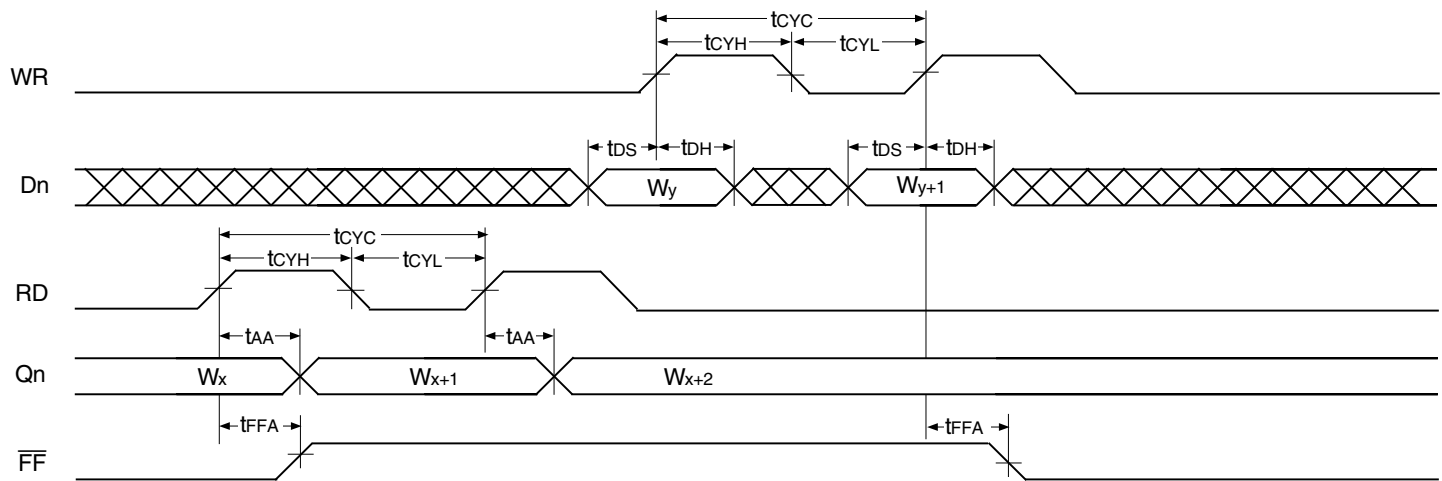 tCYC
tCYH tCYL
WR
tDS tDH tDS tDH
Dn Wy Wy+1
tCYC
tCYH tCYL
RD
tAA tAA
Qn Wx Wx+1 Wx+2
tFFA tFFA
FF